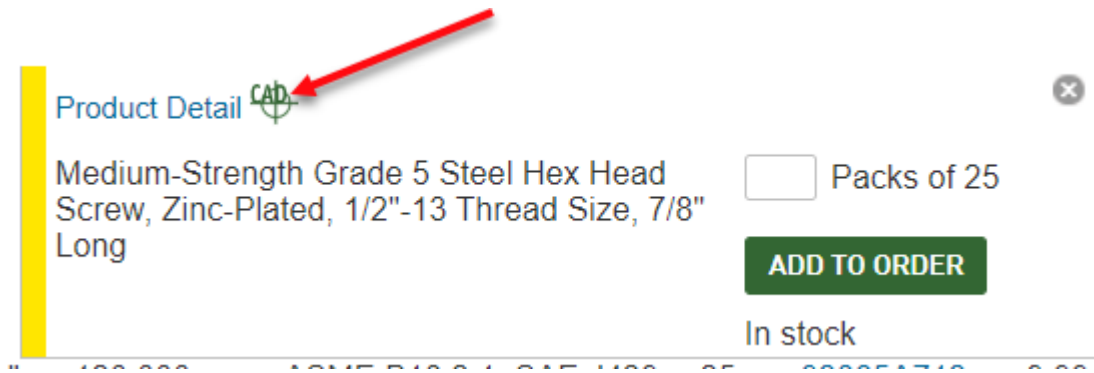 Product Detail CAD
Medium-Strength Grade 5 Steel Hex Head
Screw, Zinc-Plated, 1/2"-13 Thread Size, 7/8"
Long
Packs of 25
ADD TO ORDER
In stock